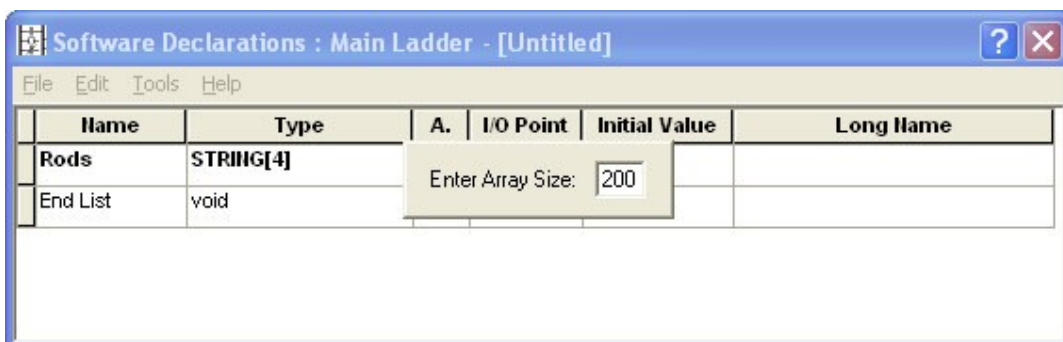 Software Declarations : Main Ladder - [Untitled]
File Edit Tools Help
Name Type A. I/O Point Initial Value Long Name
Rods STRING[4]
Enter Array Size: 200
End List void